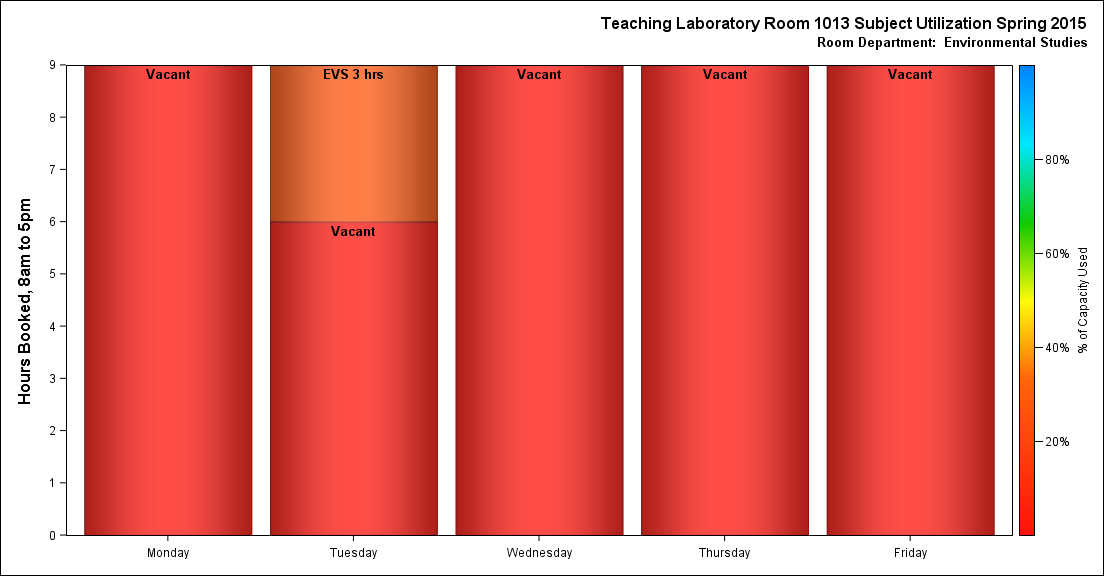 Teaching Laboratory Room 1013 Subject Utilization Spring 2015
Room Department: Environmental Studies
Hours Booked, 8am to 5pm
9
8
7
6
5
4
3
2
1
0
Vacant
EVS 3 hrs
Vacant
Vacant
Vacant
Vacant
Monday
Tuesday
Wednesday
Thursday
Friday
80%
60%
40%
20%
% of Capacity Used